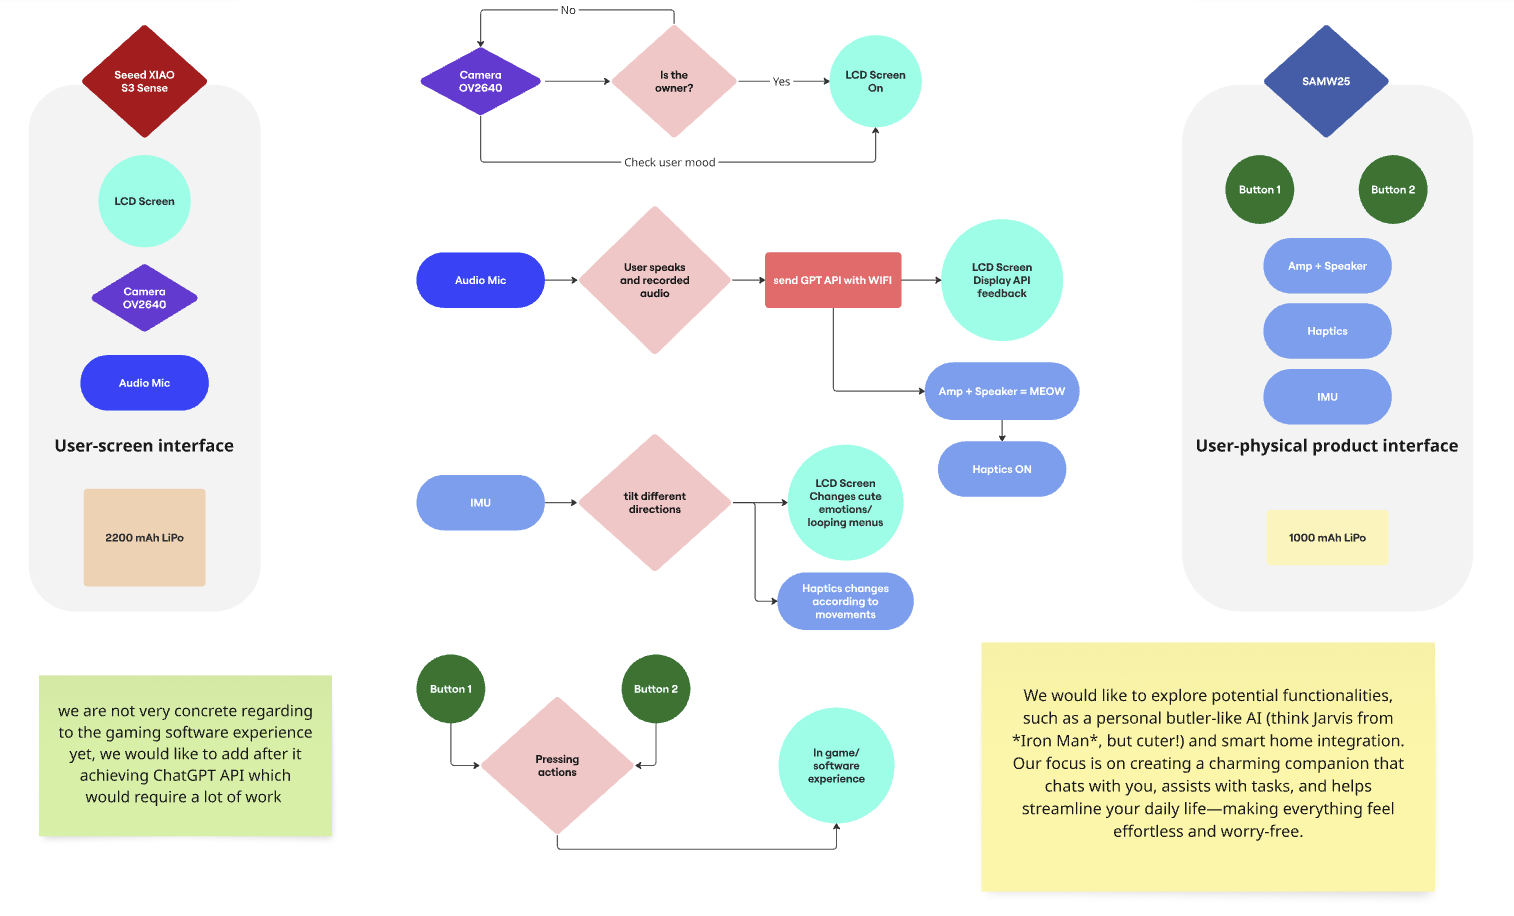 Seeed XIAO
S3 Sense
LCD Screen
Camera
OV2640
Audio Mic
User-screen interface
2200 mAh LiPo
we are not very concrete regarding
to the gaming software experience
yet, we would like to add after it
achieving ChatGPT API which
would require a lot of work
No
Camera
OV2640
Is the
owner?
Yes
LCD Screen
On
Check user mood
Audio Mic
User speaks
and recorded
audio
send GPT API with WIFI
LCD Screen
Display API
feedback
Amp + Speaker = MEOW
Haptics ON
IMU
tilt different
directions
LCD Screen
Changes cute
emotions/
looping menus
Haptics changes
according to
movements
Button 1
Button 2
Pressing
actions
In game/
software
experience
SAMW25
Button 1
Button 2
Amp + Speaker
Haptics
IMU
User-physical product interface
1000 mAh LiPo
We would like to explore potential functionalities,
such as a personal butler-like AI (think Jarvis from
*Iron Man*, but cuter!) and smart home integration.
Our focus is on creating a charming companion that
chats with you, assists with tasks, and helps
streamline your daily life—making everything feel
effortless and worry-free.